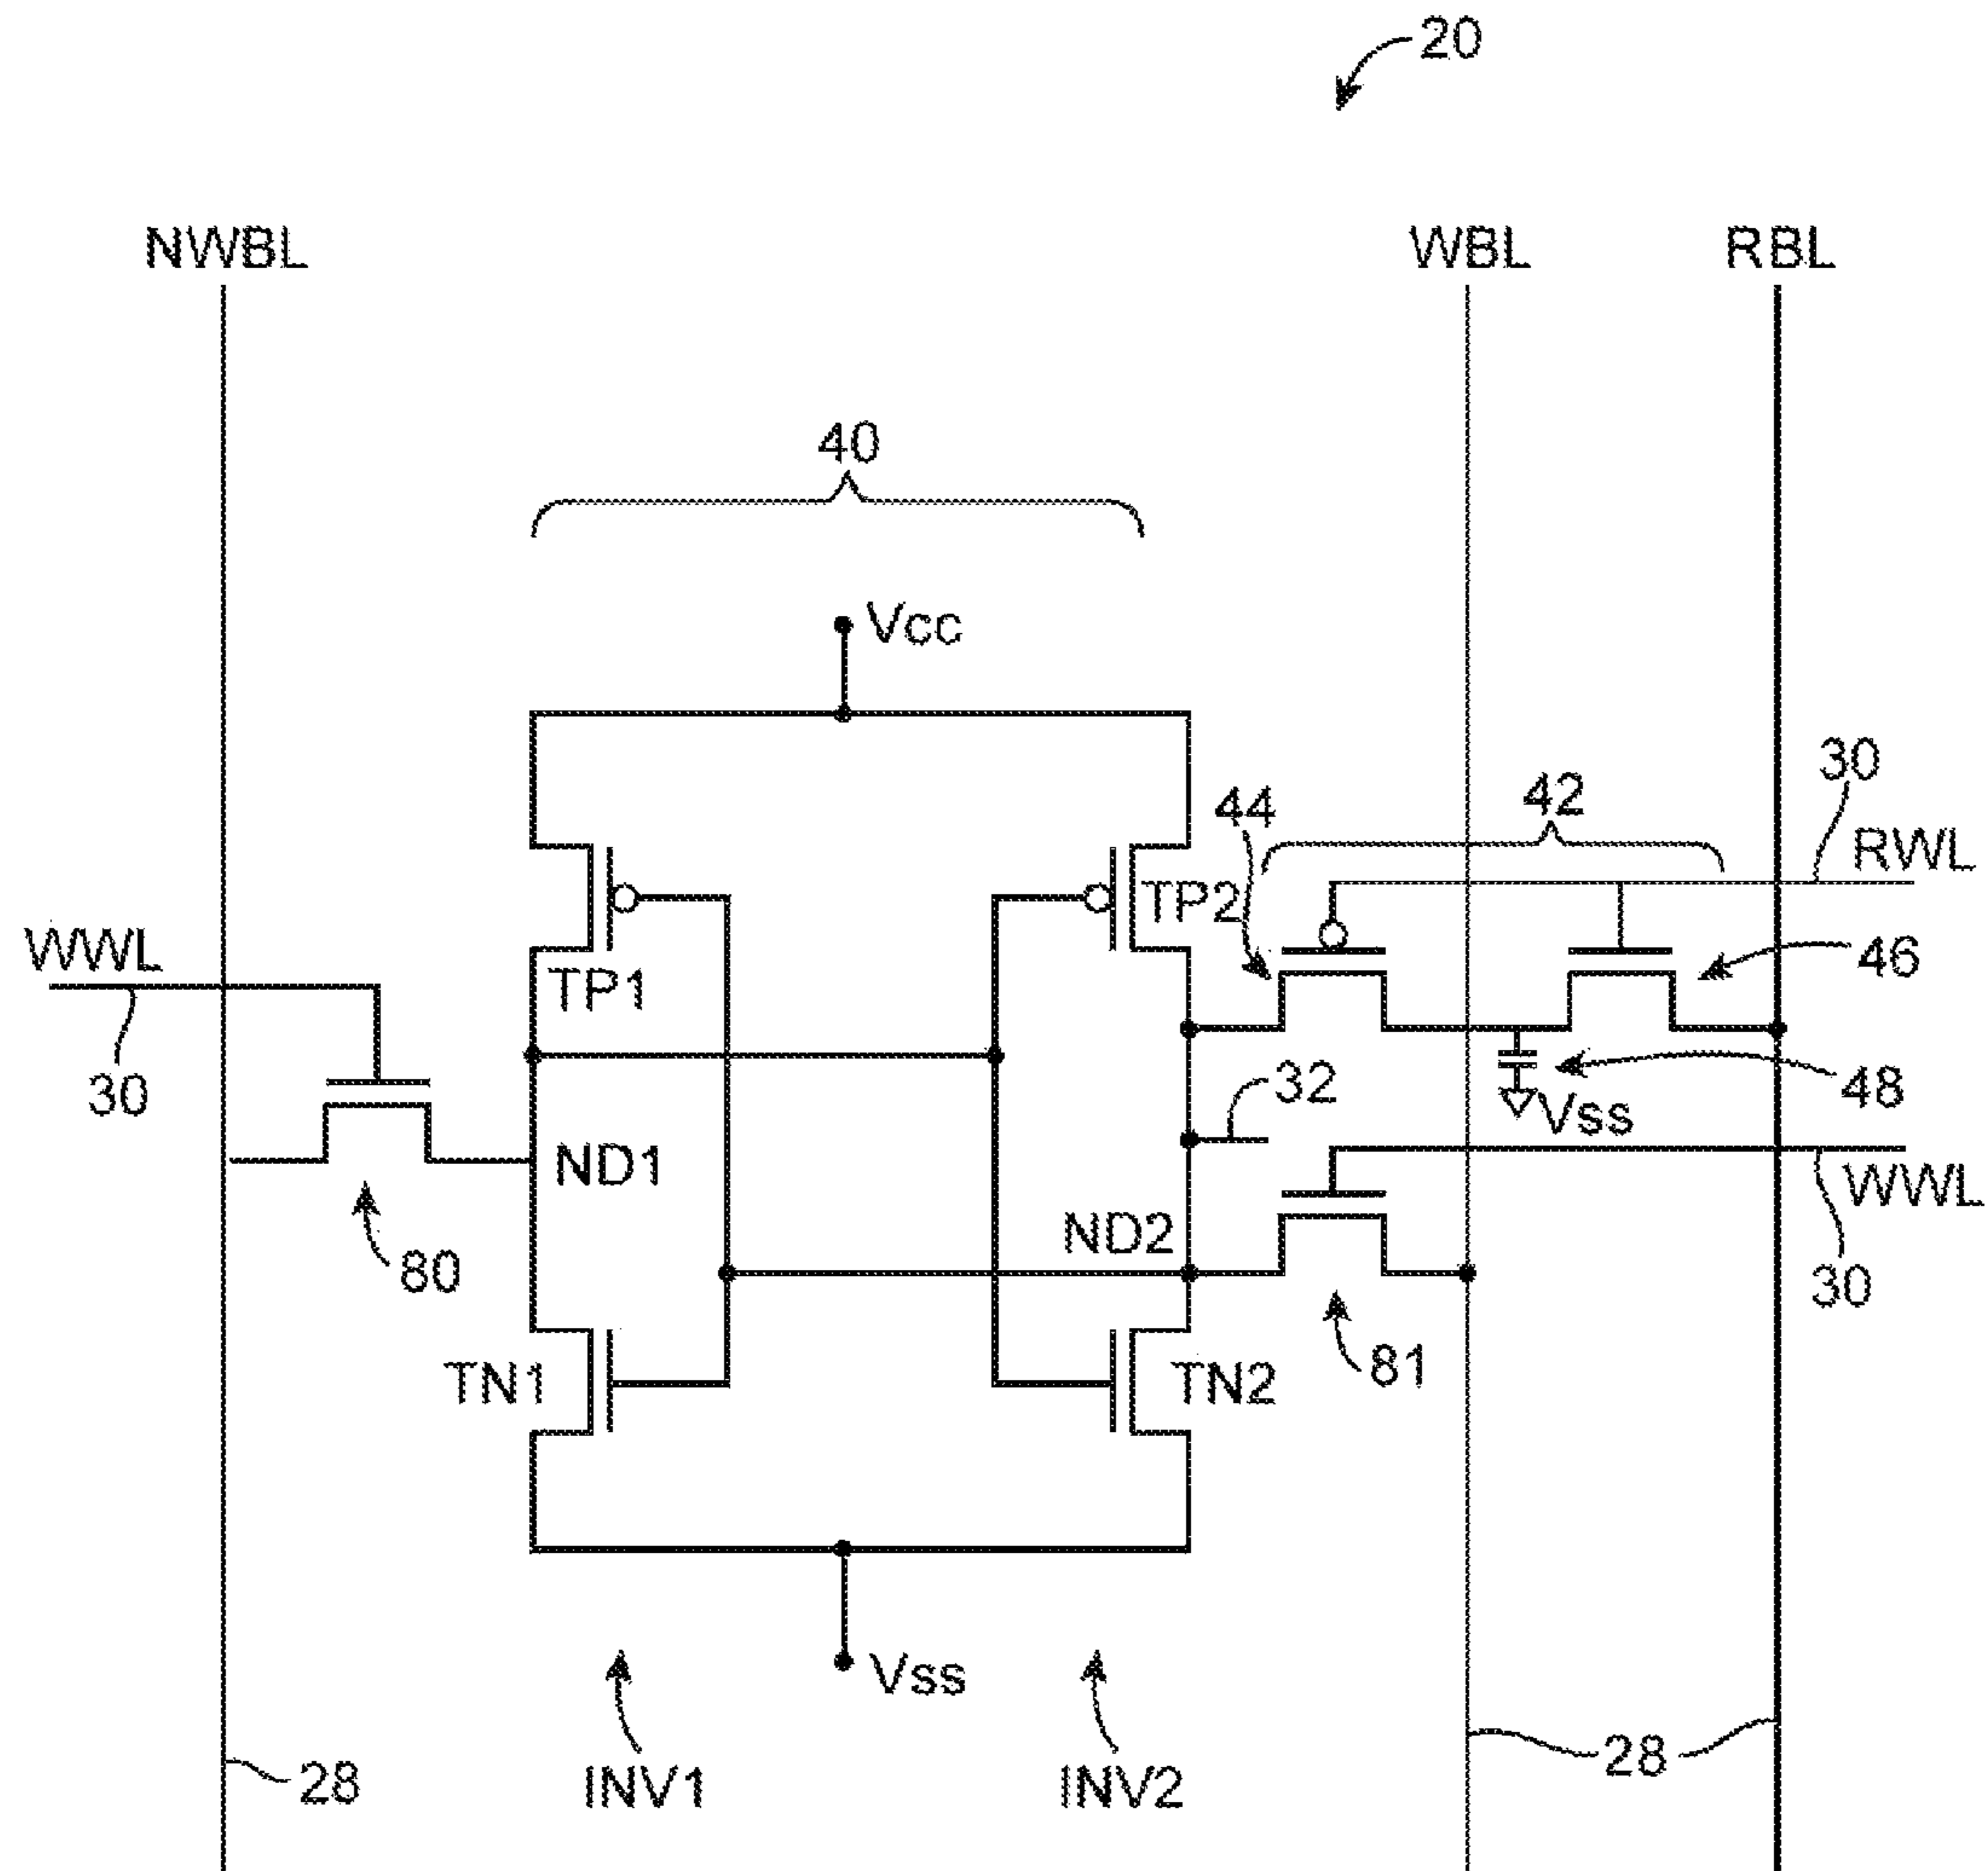 20
NWBL
WBL
RBL
40
Vcc
30
42
44
RWL
TP2
WWL
46
TP1
30
32
48
Vss
ND1
WWL
ND2
80
30
81
TN1
TN2
Vss
28
28
INV1
INV2